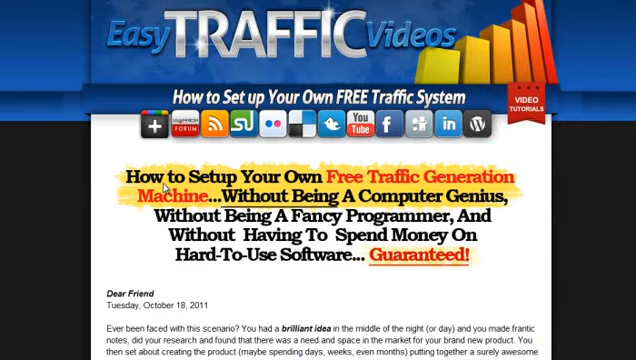 Easy TRAFFIC Videos
How to Set up Your Own FREE Traffic System
VIDEO
TUTORIALS
WARRIOR
FORUM
You
Tube
How to Setup Your Own Free Traffic Generation
Machine...Without Being A Computer Genius,
Without Being A Fancy Programmer, And
Without Having To Spend Money On
Hard-To-Use Software... Guaranteed!
Dear Friend
Tuesday, October 18, 2011
Ever been faced with this scenario? You had a brilliant idea in the middle of the night (or day) and you made frantic
notes, did your research and found that there was a need and space in the market for your brand new product. You
then set about creating the product (maybe spending days, weeks, even months) putting together a surely awesome